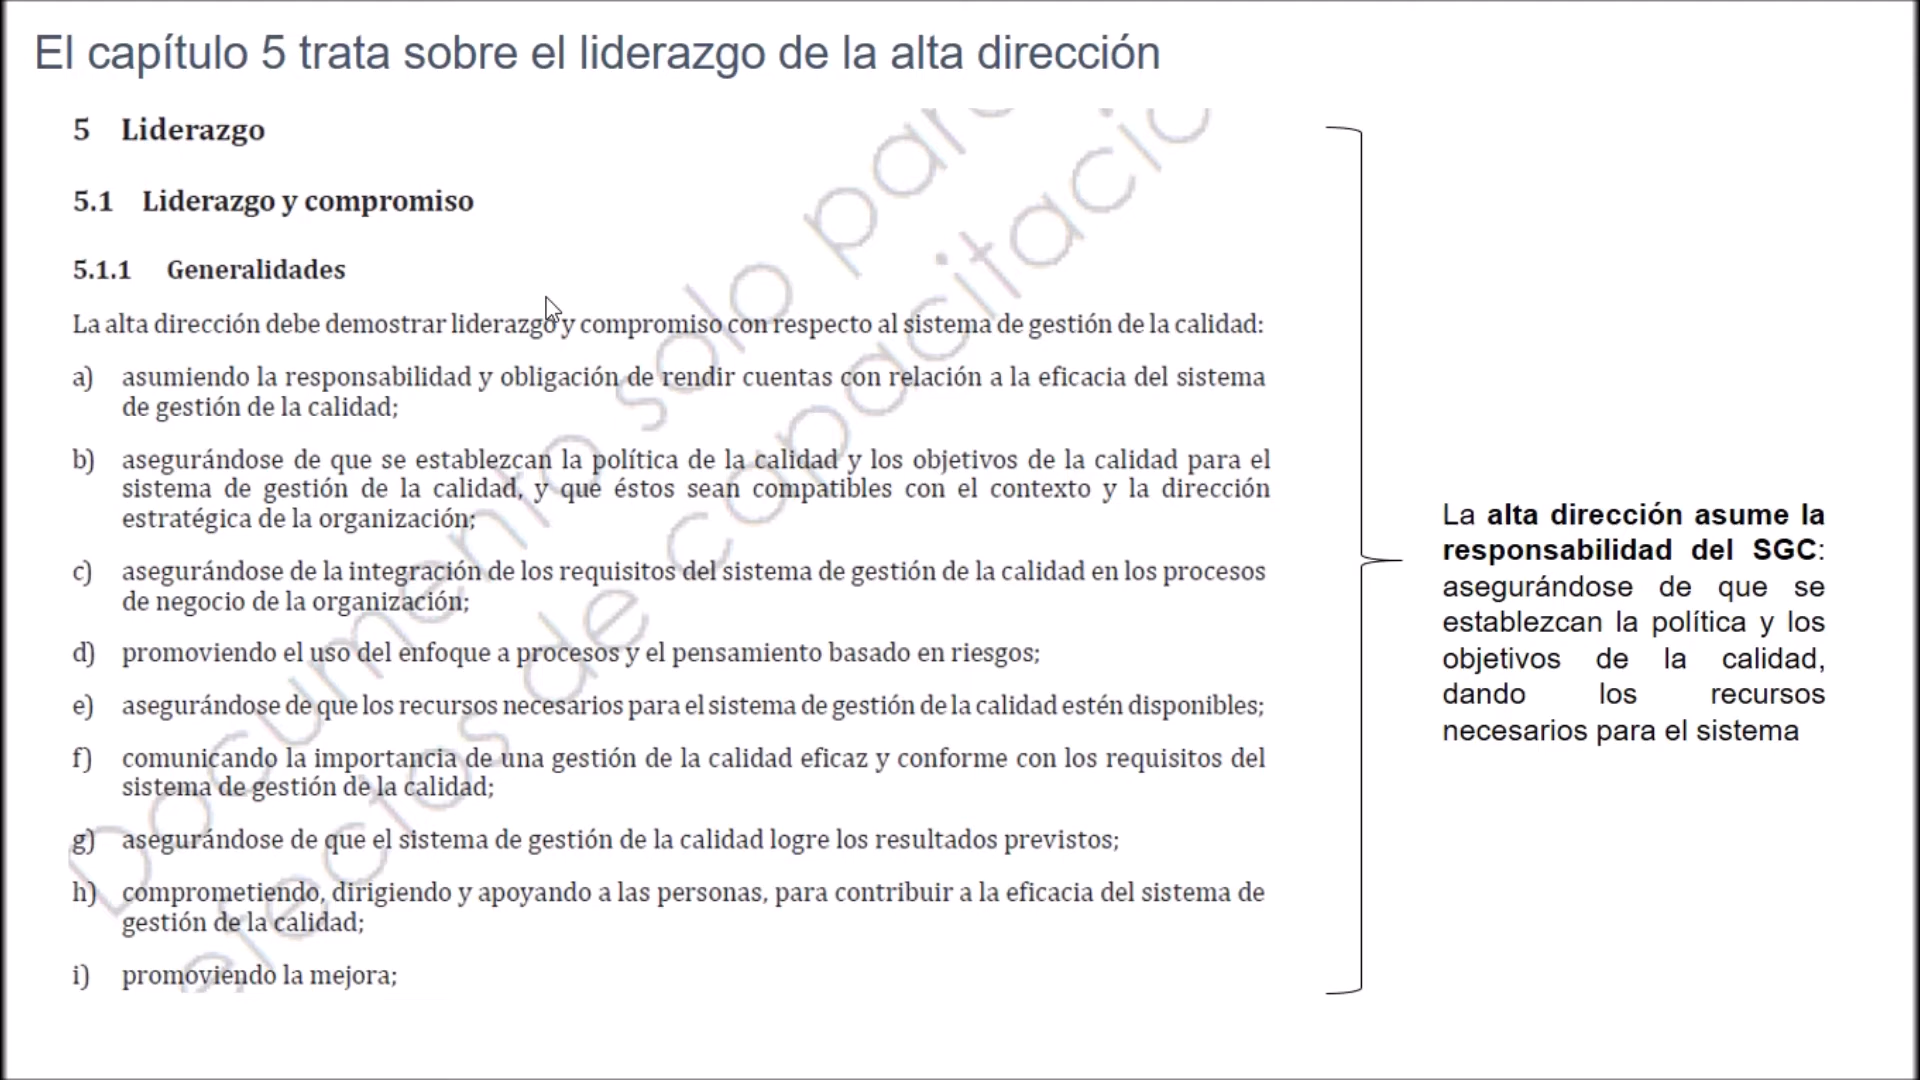 El capítulo 5 trata sobre el liderazgo de la alta dirección
5 Liderazgo
5.1 Liderazgo y compromiso
5.1.1 Generalidades
La alta dirección debe demostrar liderazgo y compromiso con respecto al sistema de gestión de la calidad:
a) asumiendo la responsabilidad y obligación de rendir cuentas con relación a la eficacia del sistema
de gestión de la calidad;
b) asegurándose de que se establezcan la política de la calidad y los objetivos de la calidad para el
sistema de gestión de la calidad, y que éstos sean compatibles con el contexto y la dirección
estratégica de la organización;
c) asegurándose de la integración de los requisitos del sistema de gestión de la calidad en los procesos
de negocio de la organización;
d) promoviendo el uso del enfoque a procesos y el pensamiento basado en riesgos;
e) asegurándose de que los recursos necesarios para el sistema de gestión de la calidad estén disponibles;
f) comunicando la importancia de una gestión de la calidad eficaz y conforme con los requisitos del
sistema de gestión de la calidad;
g) asegurándose de que el sistema de gestión de la calidad logre los resultados previstos;
h) comprometiendo, dirigiendo y apoyando a las personas, para contribuir a la eficacia del sistema de
gestión de la calidad;
i) promoviendo la mejora;
La alta dirección asume la
responsabilidad del SGC:
asegurándose de que se
establezcan la política y los
objetivos de la calidad,
dando los recursos
necesarios para el sistema
Documento solo para
efectos de capacitació